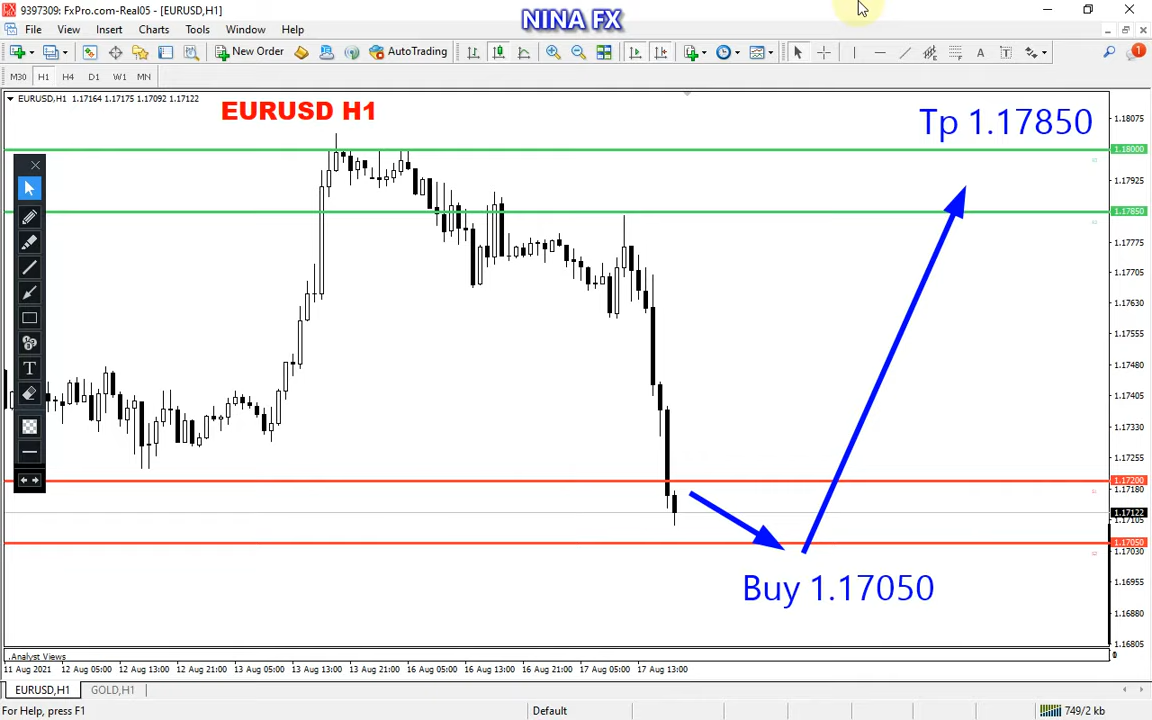 9397309: FxPro.com-Real05 - [EURUSD,H1]
NINA FX
File View Insert Charts Tools Window Help
New Order AutoTrading
M30 H1 H4 D1 W1 MN
EURUSD,H1 1.17164 1.17175 1.17092 1.17122
EURUSD H1
Tp 1.17850
1.18075
1.18000
1.17925
1.17850
1.17775
1.17705
1.17630
1.17555
1.17480
1.17405
1.17330
1.17255
1.17200
1.17180
1.17122
1.17105
1.17050
1.17030
1.16955
1.16880
1.16805
Buy 1.17050
Analyst Views
11 Aug 2021 12 Aug 05:00 12 Aug 13:00 12 Aug 21:00 13 Aug 05:00 13 Aug 13:00 13 Aug 21:00 16 Aug 05:00 16 Aug 13:00 16 Aug 21:00 17 Aug 05:00 17 Aug 13:00
EURUSD,H1 GOLD,H1
For Help, press F1 Default 749/2 kb